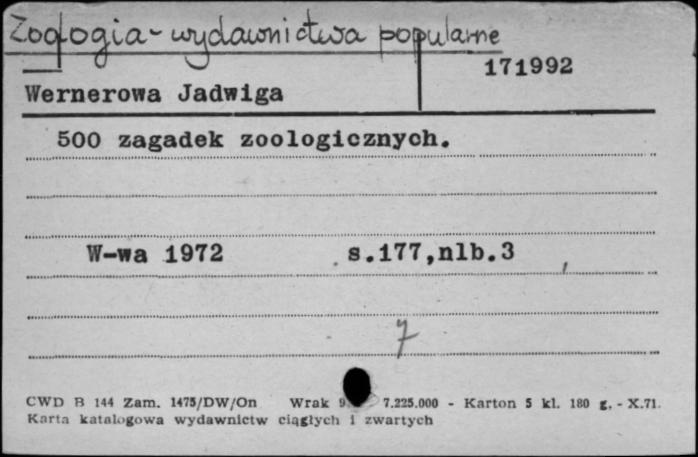 Zoologia - wydawnictwa popularne
171992
Wernerowa Jadwiga
500 zagadek zoologicznych.
W-wa 1972 s.177,nlb.3
7
CWD B 144 Zam. 1475/DW/On Wrak 7.225.000 - Karton 5 kl. 180 g. - X.71.
Karta katalogowa wydawnictw ciągłych i zwartych